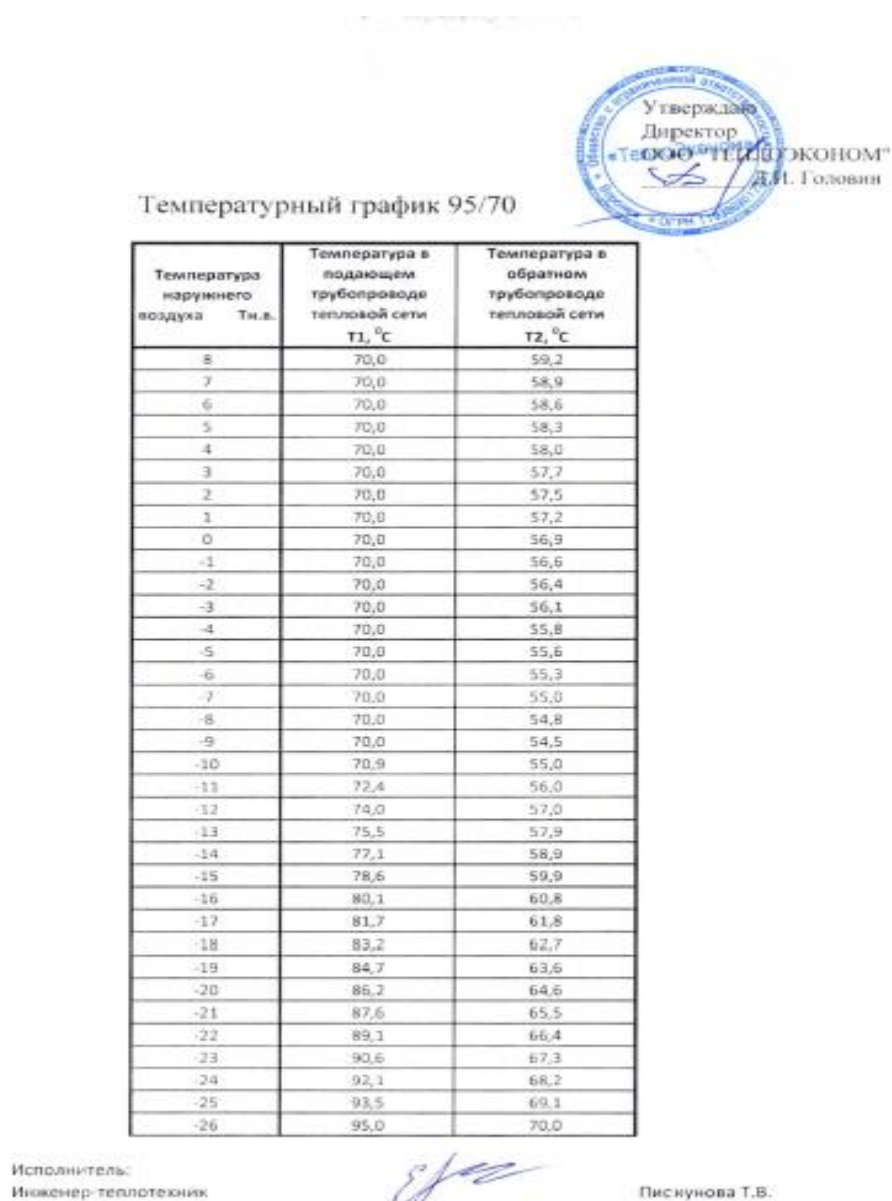 Утверждаю
Директор
ООО "ТЕПЛОЭКОНОМ"
Д.И. Головин
Общество с ограниченной ответственностью
Температурный график 95/70
Температура наружного воздуха Тн.в. Температура в подающем трубопроводе тепловой сети Т1, °С Температура в обратном трубопроводе тепловой сети Т2, °С
8 70,0 59,2
7 70,0 58,9
6 70,0 58,6
5 70,0 58,3
4 70,0 58,0
3 70,0 57,7
2 70,0 57,5
1 70,0 57,2
0 70,0 56,9
-1 70,0 56,6
-2 70,0 56,4
-3 70,0 56,1
-4 70,0 55,8
-5 70,0 55,6
-6 70,0 55,3
-7 70,0 55,0
-8 70,0 54,8
-9 70,0 54,5
-10 70,9 55,0
-11 72,4 56,0
-12 74,0 57,0
-13 75,5 57,9
-14 77,1 58,9
-15 78,6 59,9
-16 80,1 60,8
-17 81,7 61,8
-18 83,2 62,7
-19 84,7 63,6
-20 86,2 64,6
-21 87,6 65,5
-22 89,1 66,4
-23 90,6 67,3
-24 92,1 68,2
-25 93,5 69,1
-26 95,0 70,0
Исполнитель:
Инженер-теплотехник Пискунова Т.В.